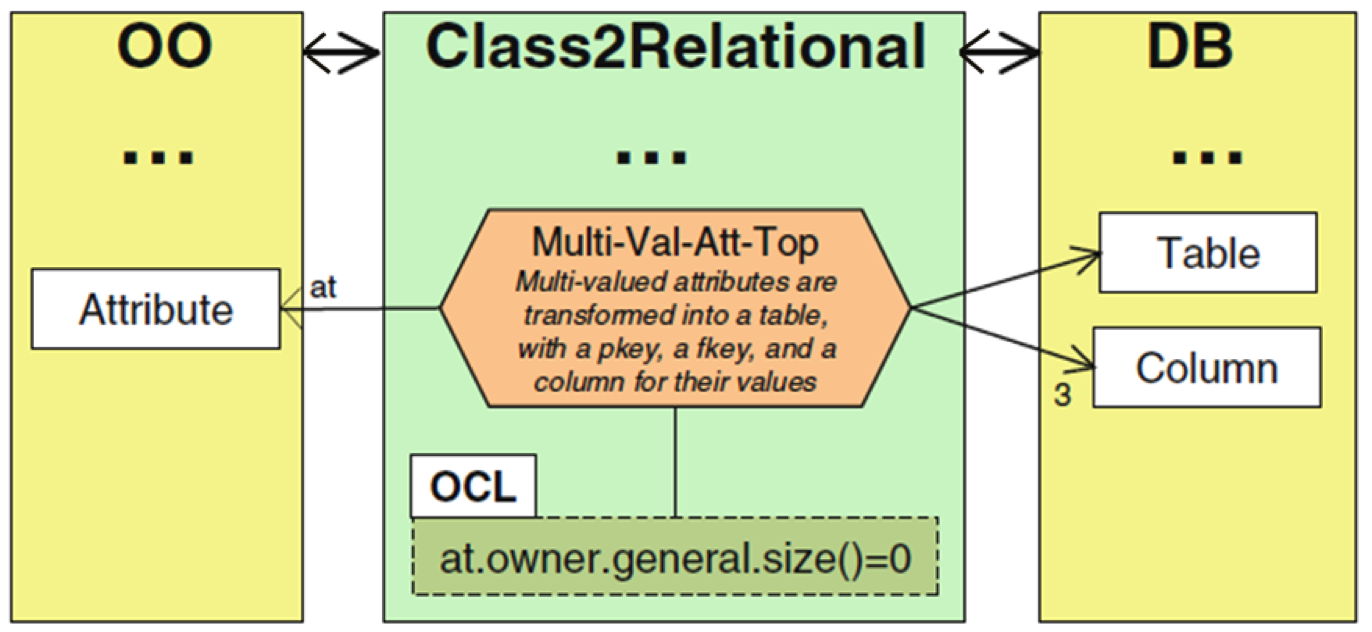 OO
Class2Relational
DB
...
...
...
Multi-Val-Att-Top
Multi-valued attributes are
transformed into a table,
with a pkey, a fkey, and a
column for their values
at
Attribute
Table
Column
3
OCL
at.owner.general.size()=0